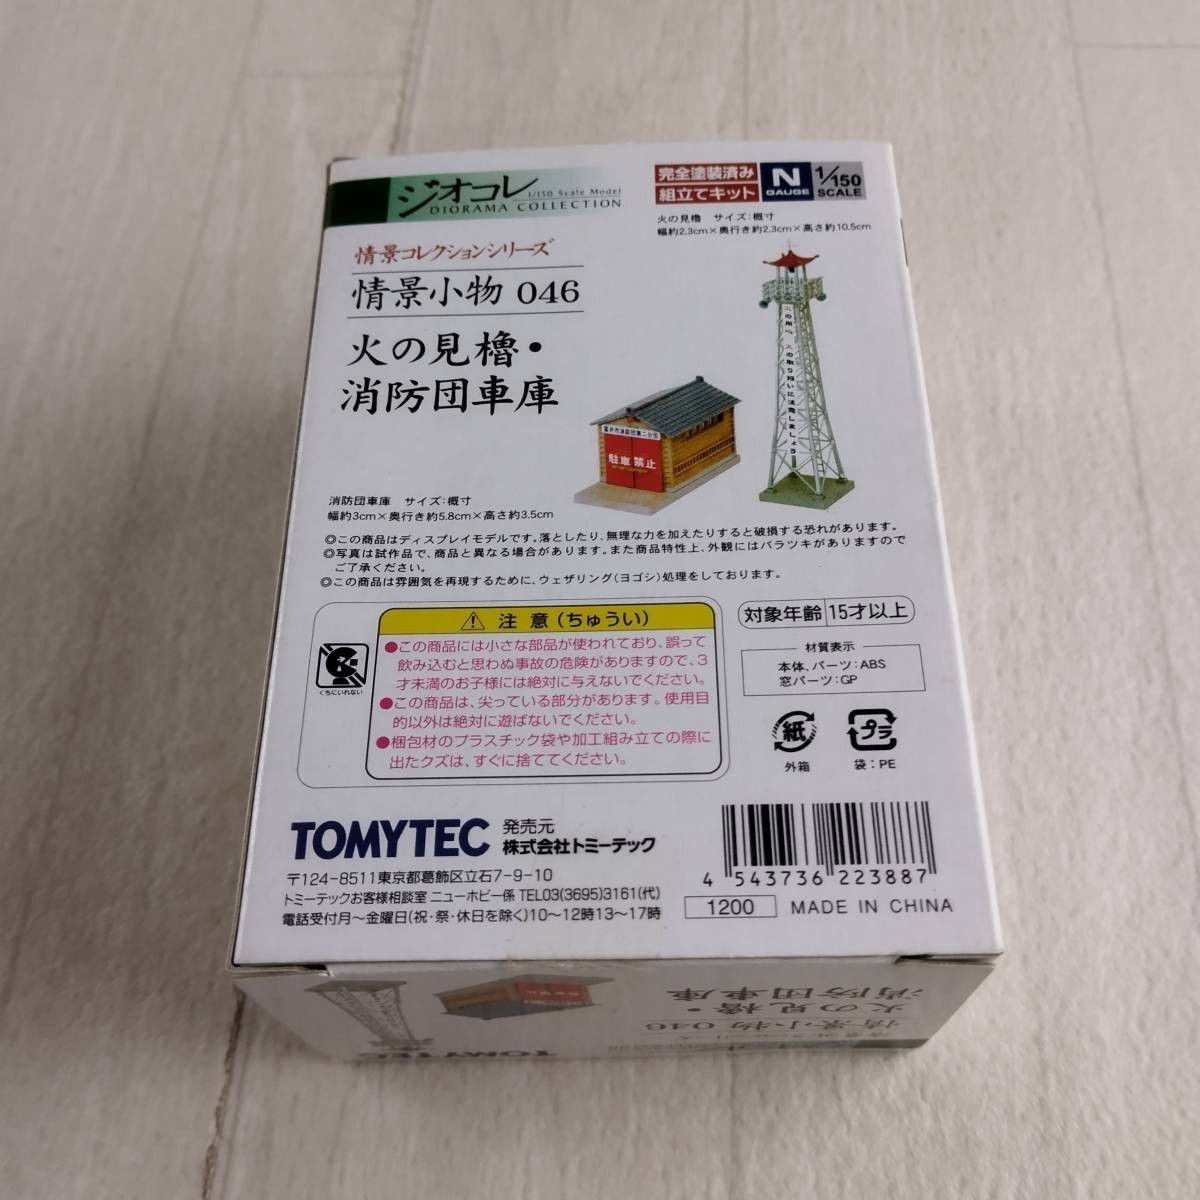 ジオコレ
1/150 Scale Model
DIORAMA COLLECTION
完全塗装済み
組立てキット
N
GAUGE
1/150
SCALE
火の見櫓 サイズ:概寸
幅約2.3cm×奥行き約2.3cm×高さ約10.5cm
情景コレクションシリーズ
情景小物 046
火の見櫓・
消防団車庫
火の用心 火の取り扱いに注意しましょう
駐車禁止
消防団車庫 サイズ:概寸
幅約3cm×奥行き約5.8cm×高さ約3.5cm
◎この商品はディスプレイモデルです。落としたり、無理な力を加えたりすると破損する恐れがあります。
◎写真は試作品で、商品と異なる場合があります。また商品特性上、外観にはバラツキがありますので
ご了承ください。
◎この商品は雰囲気を再現するために、ウェザリング(ヨゴシ)処理をしております。
注意(ちゅうい)
●この商品には小さな部品が使われており、誤って
飲み込むと思わぬ事故の危険がありますので、3
才未満のお子様には絶対に与えないでください。
●この商品は、尖っている部分があります。使用目
的以外は絶対に遊ばないでください。
●梱包材のプラスチック袋や加工組み立ての際に
出たクズは、すぐに捨ててください。
くちにいれない
対象年齢 15才以上
材質表示
本体、パーツ:ABS
窓パーツ:GP
紙
外箱
プラ
袋:PE
TOMYTEC
発売元
株式会社トミーテック
〒124-8511東京都葛飾区立石7-9-10
トミーテックお客様相談室 ニューホビー係 TEL03(3695)3161(代)
電話受付月〜金曜日(祝・祭・休日を除く)10〜12時13〜17時
4 543736 223887
1200
MADE IN CHINA
消防団車庫
火の見櫓・
情景小物 046
TOMYTEC